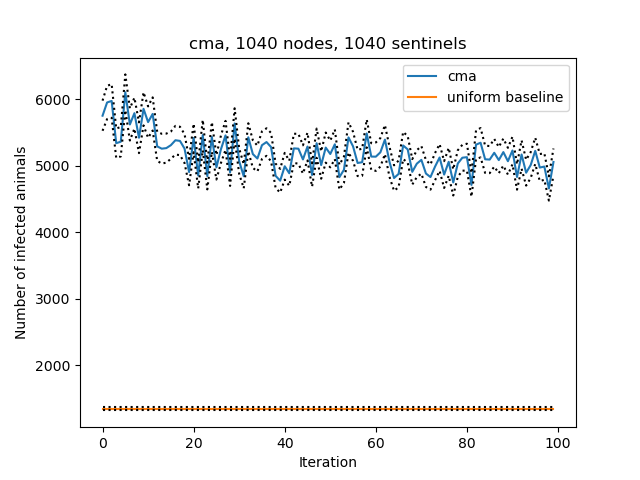 cma, 1040 nodes, 1040 sentinels
cma
uniform baseline
6000
5000
4000
3000
2000
Number of infected animals
0 20 40 60 80 100
Iteration